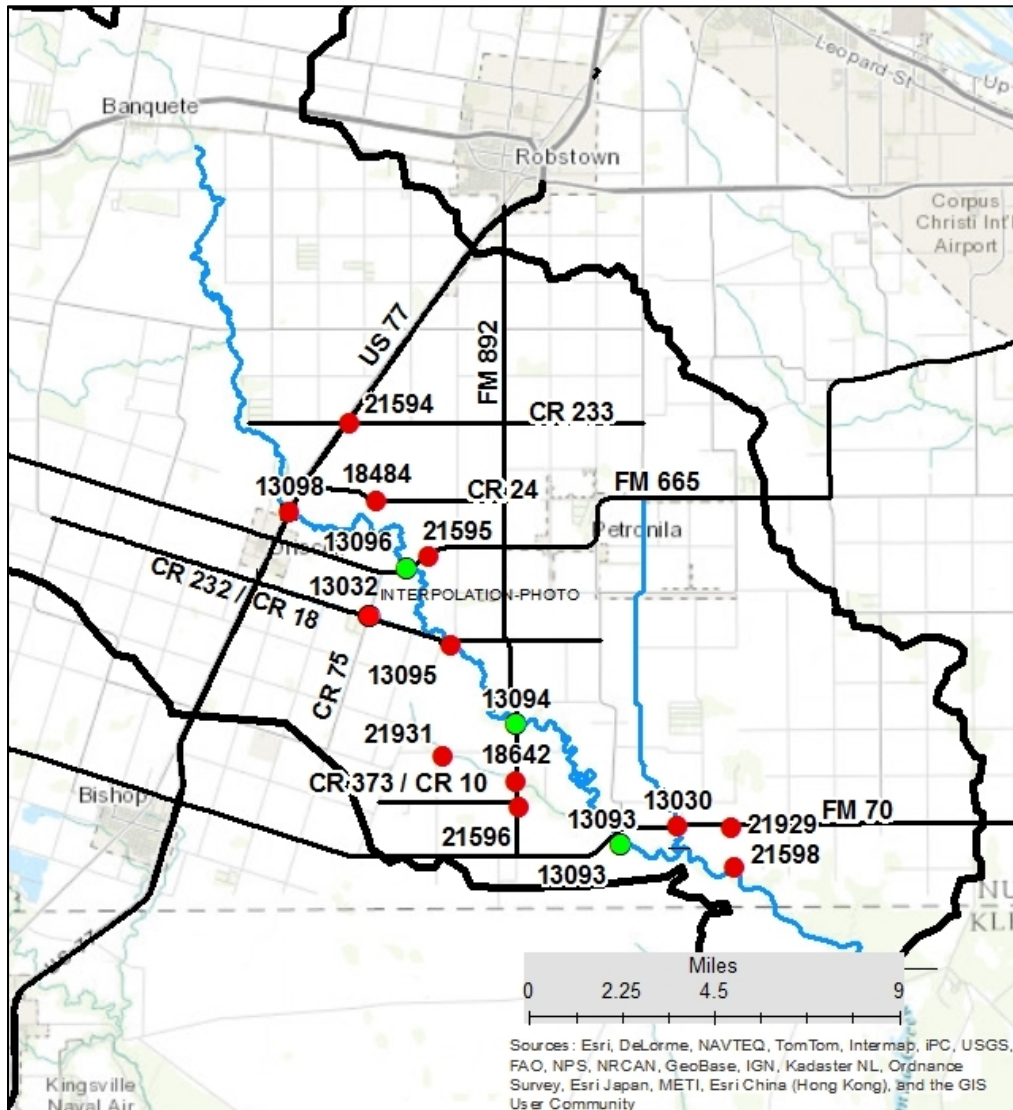 Leopard-St
Up
Banquete
Robstown
Corpus
Christi Int'l
Airport
US 77
FM 892
21594
CR 233
18484
13098
CR 24
FM 665
21595
Petronila
13096
INTERPOLATION-PHOTO
13032
CR 232 / CR 18
CR 75
13095
13094
21931
18642
CR 373 / CR 10
Bishop
13093
13030
FM 70
21929
21596
21598
13093
NU
KLE
US 77
Miles
0 2.25 4.5 9
Sources: Esri, DeLorme, NAVTEQ, TomTom, Intermap, iPC, USGS,
FAO, NPS, NRCAN, GeoBase, IGN, Kadaster NL, Ordnance
Survey, Esri Japan, METI, Esri China (Hong Kong), and the GIS
User Community
Kingsville
Naval Air